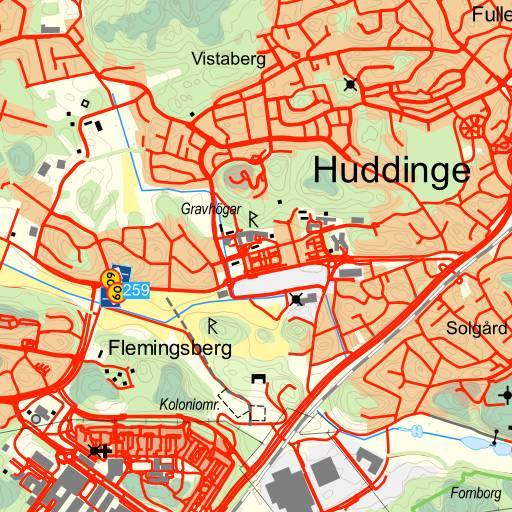 Fulle
Vistaberg
Huddinge
Gravhögar
R
609
259
R
Solgård
Flemingsberg
Koloniomr.
Fornborg